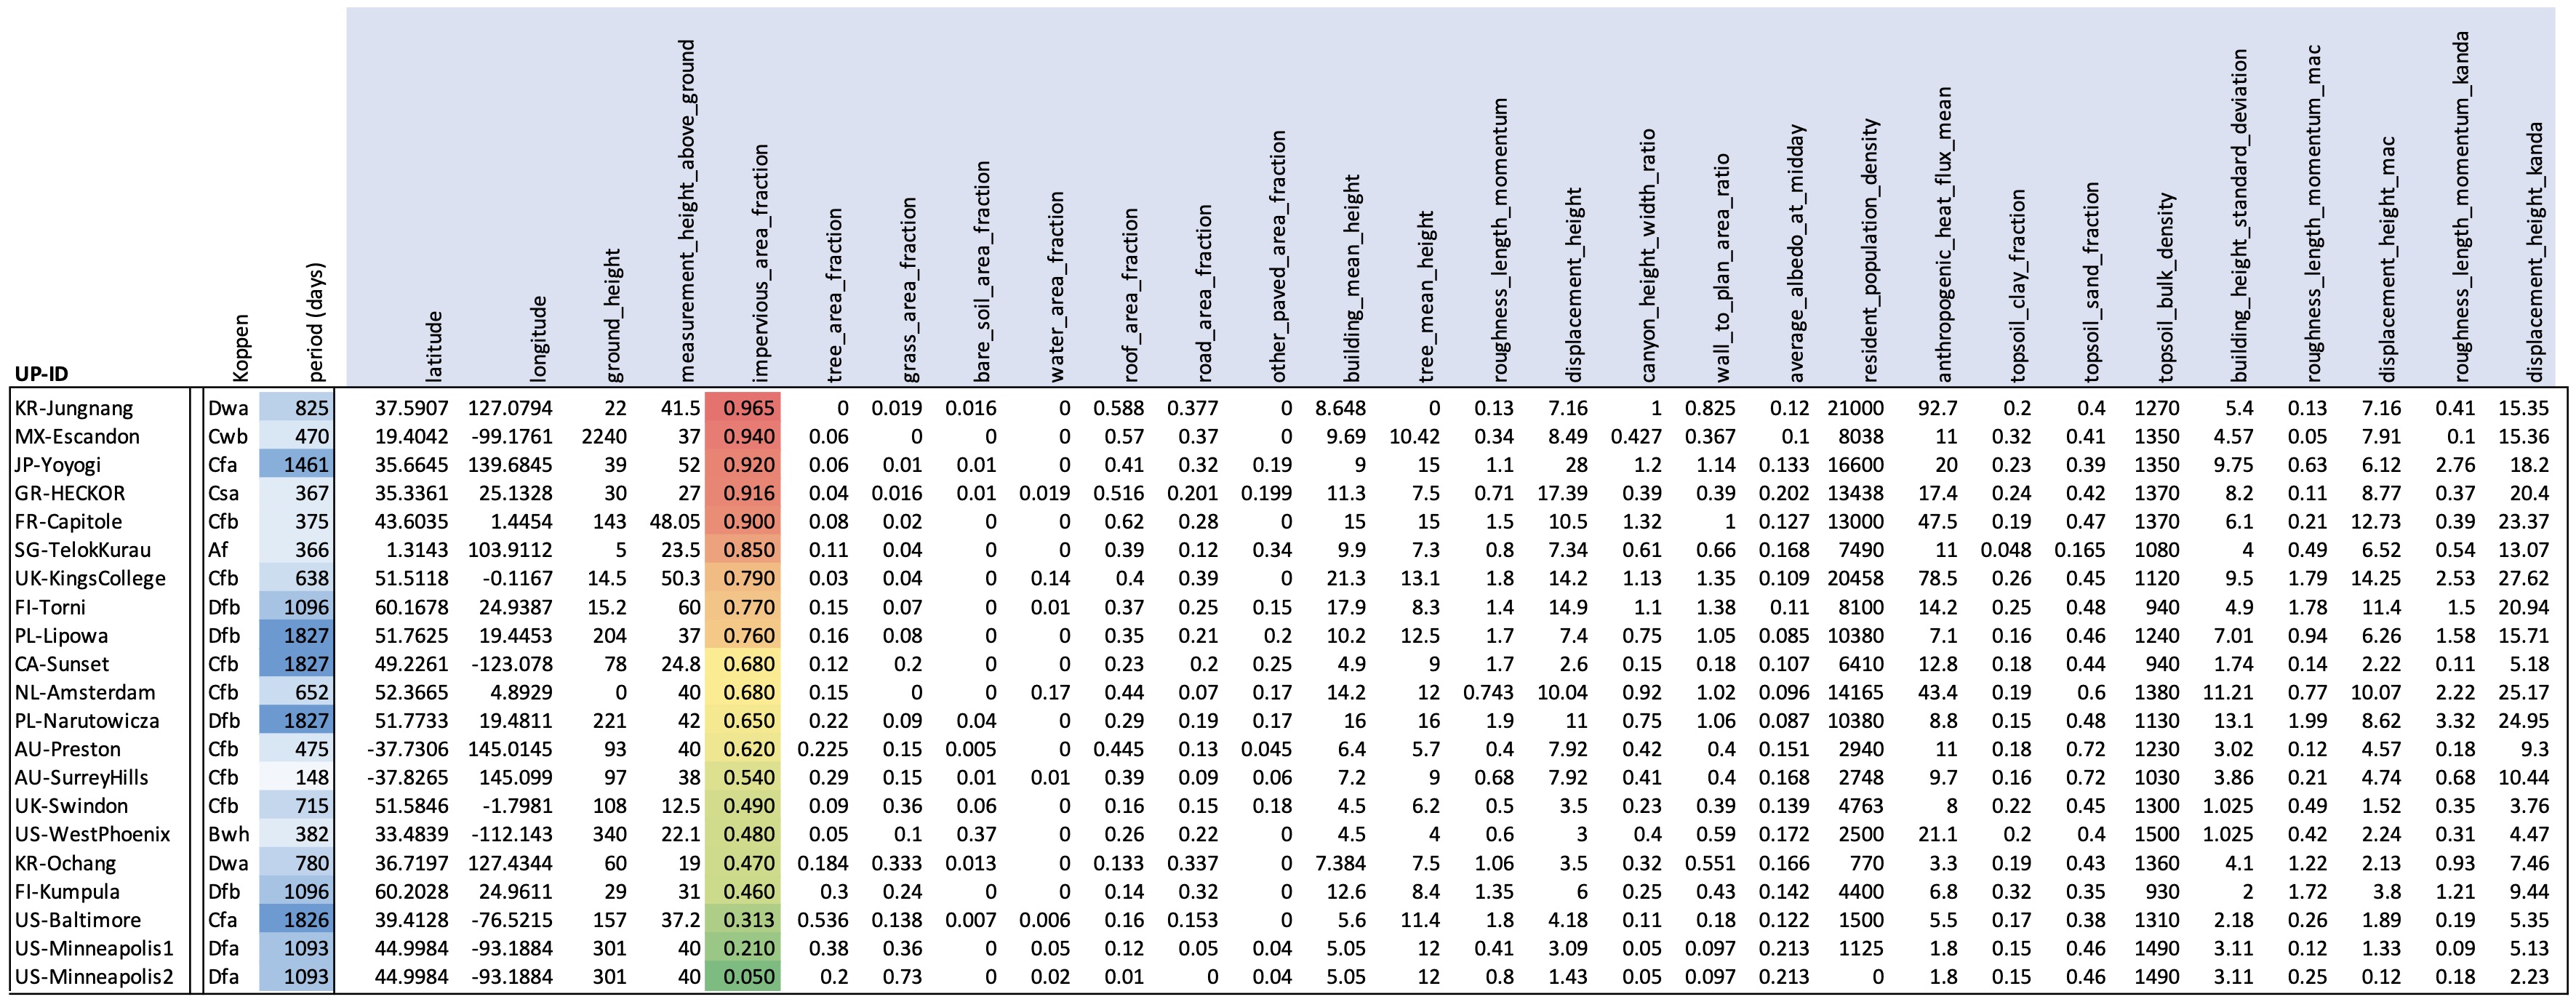 UP-ID Koppen period (days) latitude longitude ground_height measurement_height_above_ground impervious_area_fraction tree_area_fraction grass_area_fraction bare_soil_area_fraction water_area_fraction roof_area_fraction road_area_fraction other_paved_area_fraction building_mean_height tree_mean_height roughness_length_momentum displacement_height canyon_height_width_ratio wall_to_plan_area_ratio average_albedo_at_midday resident_population_density anthropogenic_heat_flux_mean topsoil_clay_fraction topsoil_sand_fraction topsoil_bulk_density building_height_standard_deviation roughness_length_momentum_mac displacement_height_mac roughness_length_momentum_kanda displacement_height_kanda
KR-Jungnang Dwa 825 37.5907 127.0794 22 41.5 0.965 0 0.019 0.016 0 0.588 0.377 0 8.648 0 0.13 7.16 1 0.825 0.12 21000 92.7 0.2 0.4 1270 5.4 0.13 7.16 0.41 15.35
MX-Escandon Cwb 470 19.4042 -99.1761 2240 37 0.940 0.06 0 0 0 0.57 0.37 0 9.69 10.42 0.34 8.49 0.427 0.367 0.1 8038 11 0.32 0.41 1350 4.57 0.05 7.91 0.1 15.36
JP-Yoyogi Cfa 1461 35.6645 139.6845 39 52 0.920 0.06 0.01 0.01 0 0.41 0.32 0.19 9 15 1.1 28 1.2 1.14 0.133 16600 20 0.23 0.39 1350 9.75 0.63 6.12 2.76 18.2
GR-HECKOR Csa 367 35.3361 25.1328 30 27 0.916 0.04 0.016 0.01 0.019 0.516 0.201 0.199 11.3 7.5 0.71 17.39 0.39 0.39 0.202 13438 17.4 0.24 0.42 1370 8.2 0.11 8.77 0.37 20.4
FR-Capitole Cfb 375 43.6035 1.4454 143 48.05 0.900 0.08 0.02 0 0 0.62 0.28 0 15 15 1.5 10.5 1.32 1 0.127 13000 47.5 0.19 0.47 1370 6.1 0.21 12.73 0.39 23.37
SG-TelokKurau Af 366 1.3143 103.9112 5 23.5 0.850 0.11 0.04 0 0 0.39 0.12 0.34 9.9 7.3 0.8 7.34 0.61 0.66 0.168 7490 11 0.048 0.165 1080 4 0.49 6.52 0.54 13.07
UK-KingsCollege Cfb 638 51.5118 -0.1167 14.5 50.3 0.790 0.03 0.04 0 0.14 0.4 0.39 0 21.3 13.1 1.8 14.2 1.13 1.35 0.109 20458 78.5 0.26 0.45 1120 9.5 1.79 14.25 2.53 27.62
FI-Torni Dfb 1096 60.1678 24.9387 15.2 60 0.770 0.15 0.07 0 0.01 0.37 0.25 0.15 17.9 8.3 1.4 14.9 1.1 1.38 0.11 8100 14.2 0.25 0.48 940 4.9 1.78 11.4 1.5 20.94
PL-Lipowa Dfb 1827 51.7625 19.4453 204 37 0.760 0.16 0.08 0 0 0.35 0.21 0.2 10.2 12.5 1.7 7.4 0.75 1.05 0.085 10380 7.1 0.16 0.46 1240 7.01 0.94 6.26 1.58 15.71
CA-Sunset Cfb 1827 49.2261 -123.078 78 24.8 0.680 0.12 0.2 0 0 0.23 0.2 0.25 4.9 9 1.7 2.6 0.15 0.18 0.107 6410 12.8 0.18 0.44 940 1.74 0.14 2.22 0.11 5.18
NL-Amsterdam Cfb 652 52.3665 4.8929 0 40 0.680 0.15 0 0 0.17 0.44 0.07 0.17 14.2 12 0.743 10.04 0.92 1.02 0.096 14165 43.4 0.19 0.6 1380 11.21 0.77 10.07 2.22 25.17
PL-Narutowicza Dfb 1827 51.7733 19.4811 221 42 0.650 0.22 0.09 0.04 0 0.29 0.19 0.17 16 16 1.9 11 0.75 1.06 0.087 10380 8.8 0.15 0.48 1130 13.1 1.99 8.62 3.32 24.95
AU-Preston Cfb 475 -37.7306 145.0145 93 40 0.620 0.225 0.15 0.005 0 0.445 0.13 0.045 6.4 5.7 0.4 7.92 0.42 0.4 0.151 2940 11 0.18 0.72 1230 3.02 0.12 4.57 0.18 9.3
AU-SurreyHills Cfb 148 -37.8265 145.099 97 38 0.540 0.29 0.15 0.01 0.01 0.39 0.09 0.06 7.2 9 0.68 7.92 0.41 0.4 0.168 2748 9.7 0.16 0.72 1030 3.86 0.21 4.74 0.68 10.44
UK-Swindon Cfb 715 51.5846 -1.7981 108 12.5 0.490 0.09 0.36 0.06 0 0.16 0.15 0.18 4.5 6.2 0.5 3.5 0.23 0.39 0.139 4763 8 0.22 0.45 1300 1.025 0.49 1.52 0.35 3.76
US-WestPhoenix Bwh 382 33.4839 -112.143 340 22.1 0.480 0.05 0.1 0.37 0 0.26 0.22 0 4.5 4 0.6 3 0.4 0.59 0.172 2500 21.1 0.2 0.4 1500 1.025 0.42 2.24 0.31 4.47
KR-Ochang Dwa 780 36.7197 127.4344 60 19 0.470 0.184 0.333 0.013 0 0.133 0.337 0 7.384 7.5 1.06 3.5 0.32 0.551 0.166 770 3.3 0.19 0.43 1360 4.1 1.22 2.13 0.93 7.46
FI-Kumpula Dfb 1096 60.2028 24.9611 29 31 0.460 0.3 0.24 0 0 0.14 0.32 0 12.6 8.4 1.35 6 0.25 0.43 0.142 4400 6.8 0.32 0.35 930 2 1.72 3.8 1.21 9.44
US-Baltimore Cfa 1826 39.4128 -76.5215 157 37.2 0.313 0.536 0.138 0.007 0.006 0.16 0.153 0 5.6 11.4 1.8 4.18 0.11 0.18 0.122 1500 5.5 0.17 0.38 1310 2.18 0.26 1.89 0.19 5.35
US-Minneapolis1 Dfa 1093 44.9984 -93.1884 301 40 0.210 0.38 0.36 0 0.05 0.12 0.05 0.04 5.05 12 0.41 3.09 0.05 0.097 0.213 1125 1.8 0.15 0.46 1490 3.11 0.12 1.33 0.09 5.13
US-Minneapolis2 Dfa 1093 44.9984 -93.1884 301 40 0.050 0.2 0.73 0 0.02 0.01 0 0.04 5.05 12 0.8 1.43 0.05 0.097 0.213 0 1.8 0.15 0.46 1490 3.11 0.25 0.12 0.18 2.23